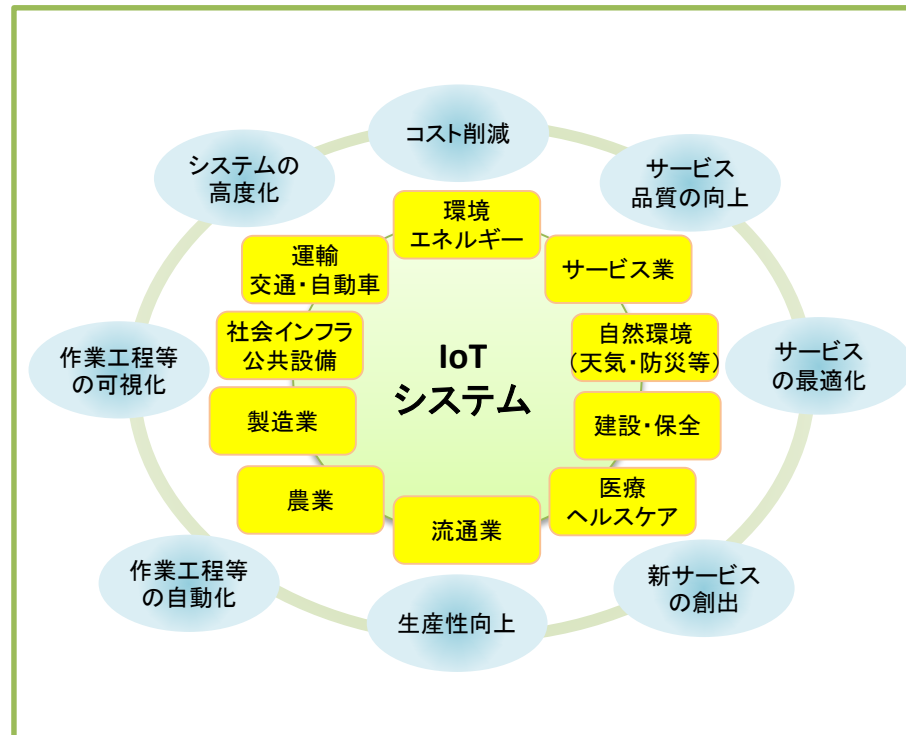 コスト削減
システムの
高度化
サービス
品質の向上
環境
エネルギー
運輸
交通・自動車
サービス業
社会インフラ
公共設備
自然環境
(天気・防災等)
作業工程等
の可視化
IoT
システム
サービス
の最適化
製造業
建設・保全
農業
医療
ヘルスケア
流通業
作業工程等
の自動化
新サービス
の創出
生産性向上